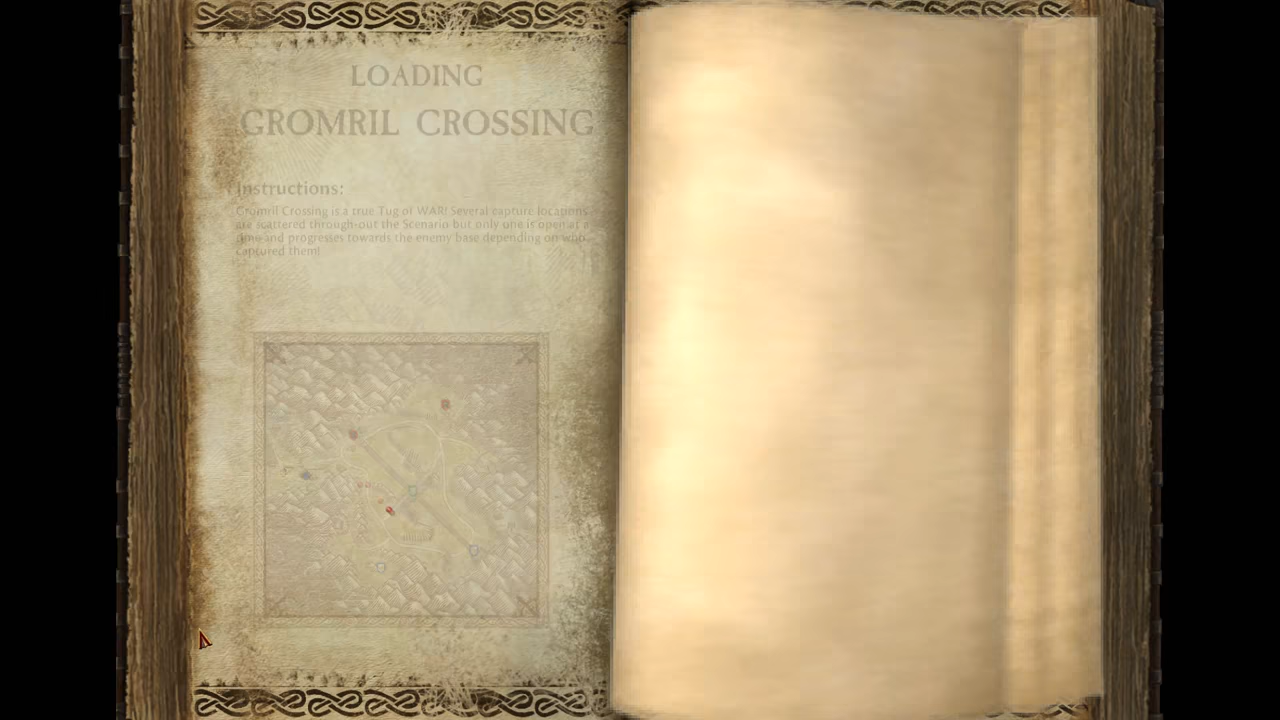 LOADING
GROMRIL CROSSING
Instructions:
Gromril Crossing is a true Tug of WAR! Several capture locations
are scattered through-out the Scenario but only one is open at a
time and progresses towards the enemy base depending on who
captured them!